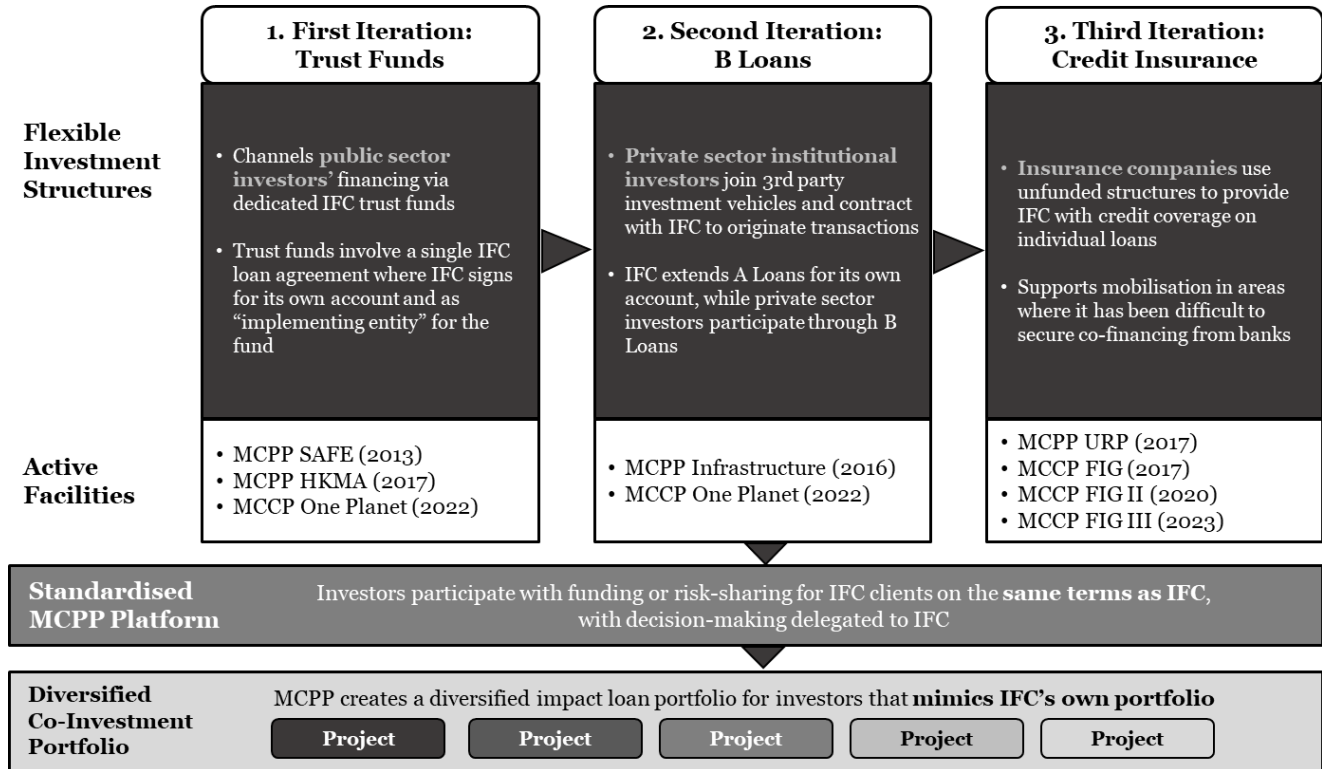 1. First Iteration:
Trust Funds
2. Second Iteration:
B Loans
3. Third Iteration:
Credit Insurance
Flexible
Investment
Structures
• Channels public sector
investors’ financing via
dedicated IFC trust funds
• Trust funds involve a single IFC
loan agreement where IFC signs
for its own account and as
“implementing entity” for the
fund
• Private sector institutional
investors join 3rd party
investment vehicles and contract
with IFC to originate transactions
• IFC extends A Loans for its own
account, while private sector
investors participate through B
Loans
• Insurance companies use
unfunded structures to provide
IFC with credit coverage on
individual loans
• Supports mobilisation in areas
where it has been difficult to
secure co-financing from banks
Active
Facilities
• MCPP SAFE (2013)
• MCPP HKMA (2017)
• MCCP One Planet (2022)
• MCPP Infrastructure (2016)
• MCCP One Planet (2022)
• MCPP URP (2017)
• MCCP FIG (2017)
• MCCP FIG II (2020)
• MCCP FIG III (2023)
Standardised
MCPP Platform
Investors participate with funding or risk-sharing for IFC clients on the same terms as IFC,
with decision-making delegated to IFC
Diversified
Co-Investment
Portfolio
MCPP creates a diversified impact loan portfolio for investors that mimics IFC’s own portfolio
Project
Project
Project
Project
Project